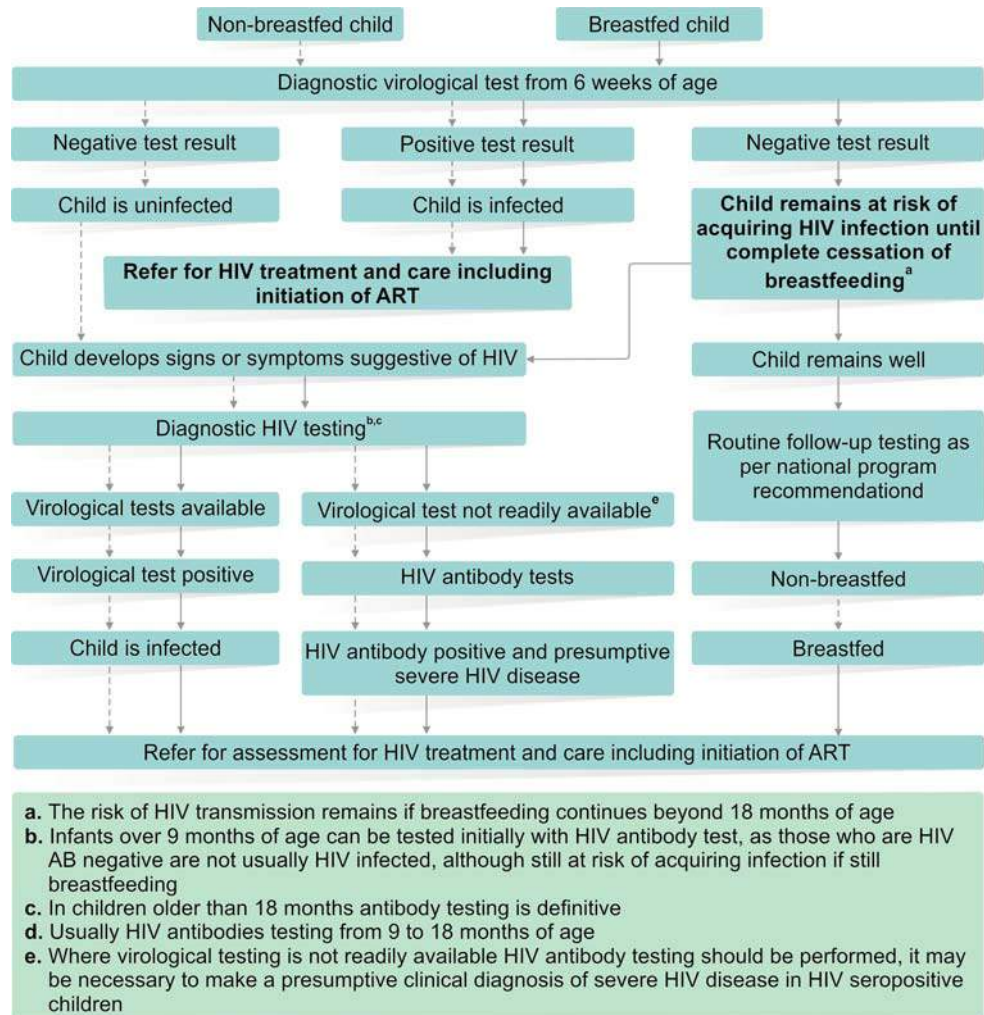 Non-breastfed child
Breastfed child
Diagnostic virological test from 6 weeks of age
Negative test result
Positive test result
Negative test result
Child is uninfected
Child is infected
Child remains at risk of
acquiring HIV infection until
complete cessation of
breastfeedingᵃ
Refer for HIV treatment and care including
initiation of ART
Child develops signs or symptoms suggestive of HIV
Child remains well
Diagnostic HIV testingᵇ,ᶜ
Routine follow-up testing as
per national program
recommendationd
Virological tests available
Virological test not readily availableᵉ
Virological test positive
HIV antibody tests
Non-breastfed
Child is infected
HIV antibody positive and presumptive
severe HIV disease
Breastfed
Refer for assessment for HIV treatment and care including initiation of ART
a. The risk of HIV transmission remains if breastfeeding continues beyond 18 months of age
b. Infants over 9 months of age can be tested initially with HIV antibody test, as those who are HIV
AB negative are not usually HIV infected, although still at risk of acquiring infection if still
breastfeeding
c. In children older than 18 months antibody testing is definitive
d. Usually HIV antibodies testing from 9 to 18 months of age
e. Where virological testing is not readily available HIV antibody testing should be performed, it may
be necessary to make a presumptive clinical diagnosis of severe HIV disease in HIV seropositive
children